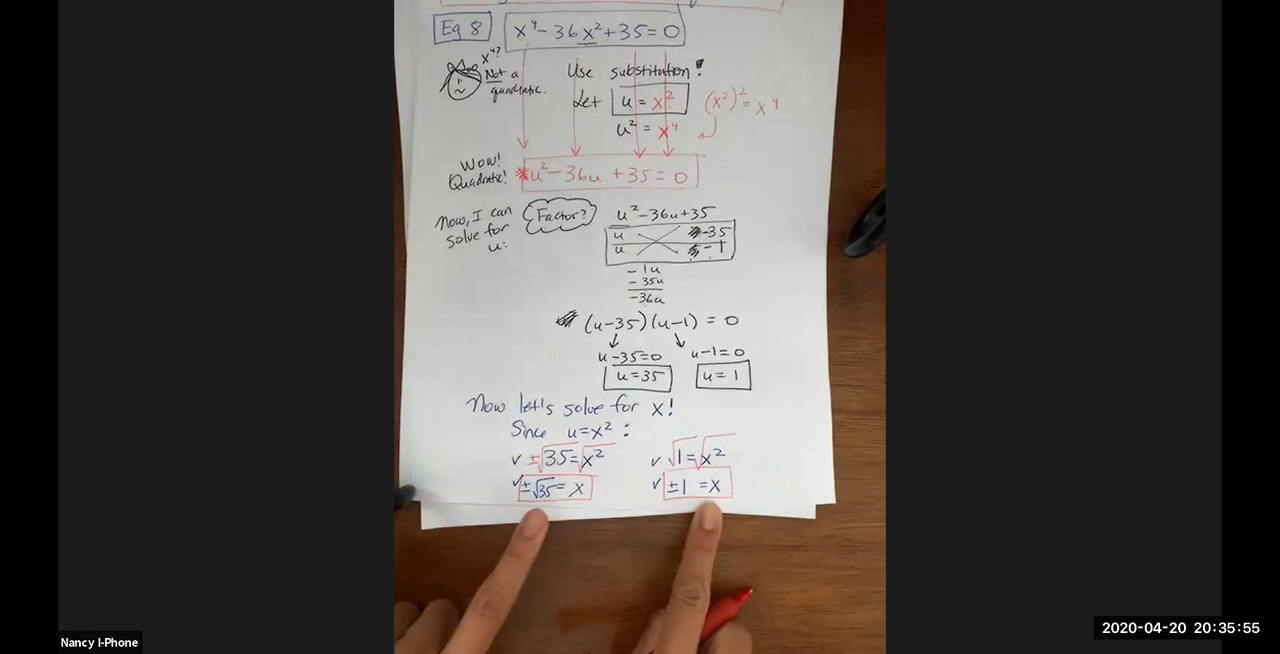 Eg 8
x⁴ - 36x² + 35 = 0
x⁴?
Not a
quadratic.
Use substitution!
Let u = x²
(x²)² = x⁴
u² = x⁴
Wow!
Quadratic!
u² - 36u + 35 = 0
Now, I can
solve for
u:
Factor?
u² - 36u + 35
u -35
u -1
-1u
-35u
-36u
(u-35)(u-1) = 0
u-35=0 u-1=0
u=35 u=1
Now let's solve for x!
Since u=x² :
✓ ±√35 = √x² ✓ √1 = √x²
✓ ±√35 = x ✓ ±1 = x
Nancy I-Phone
2020-04-20 20:35:55